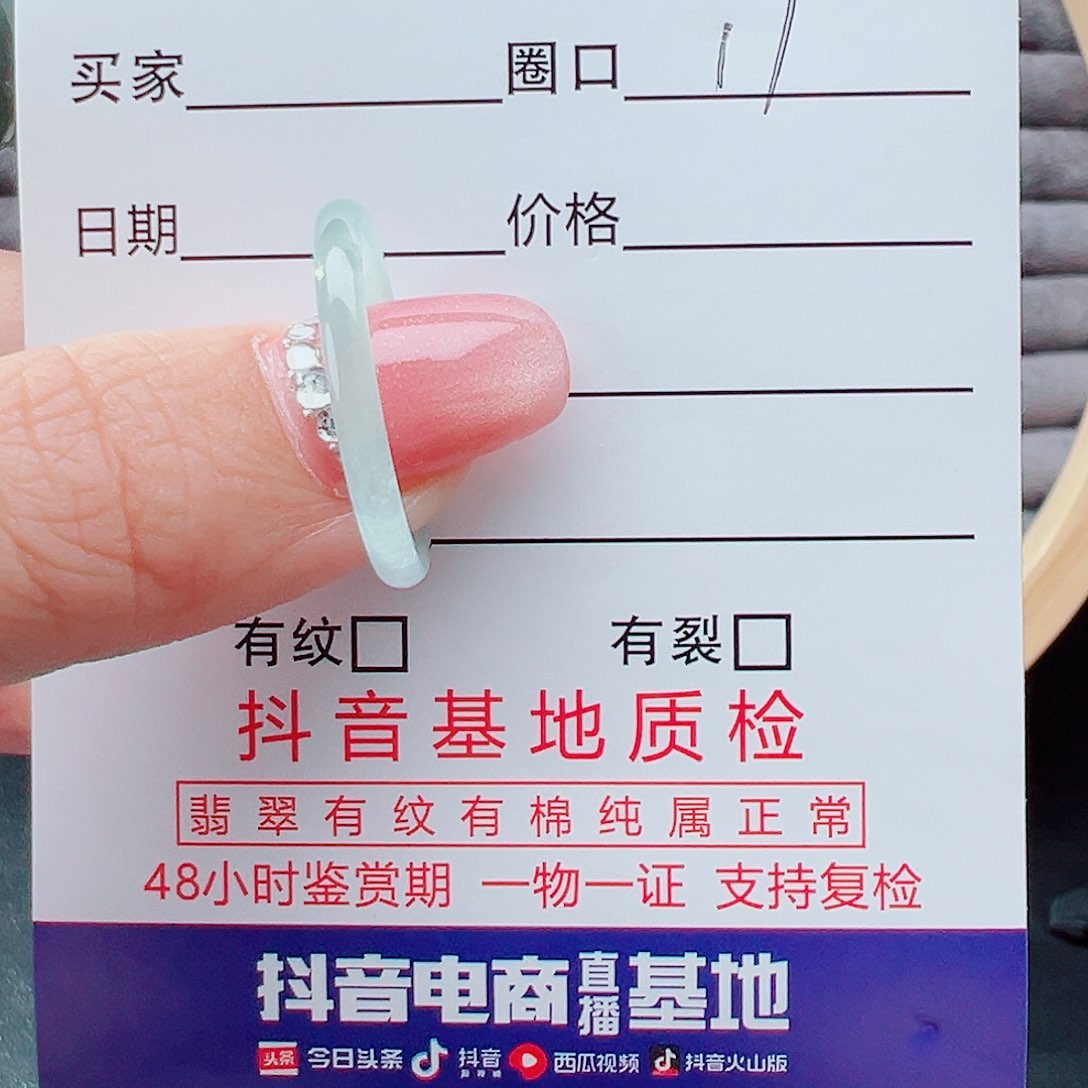 买家 圈口
日期 价格
有纹 有裂
抖音基地质检
翡翠有纹有棉纯属正常
48小时鉴赏期 一物一证 支持复检
抖音电商直播基地
头条 今日头条 抖音 西瓜视频 抖音火山版